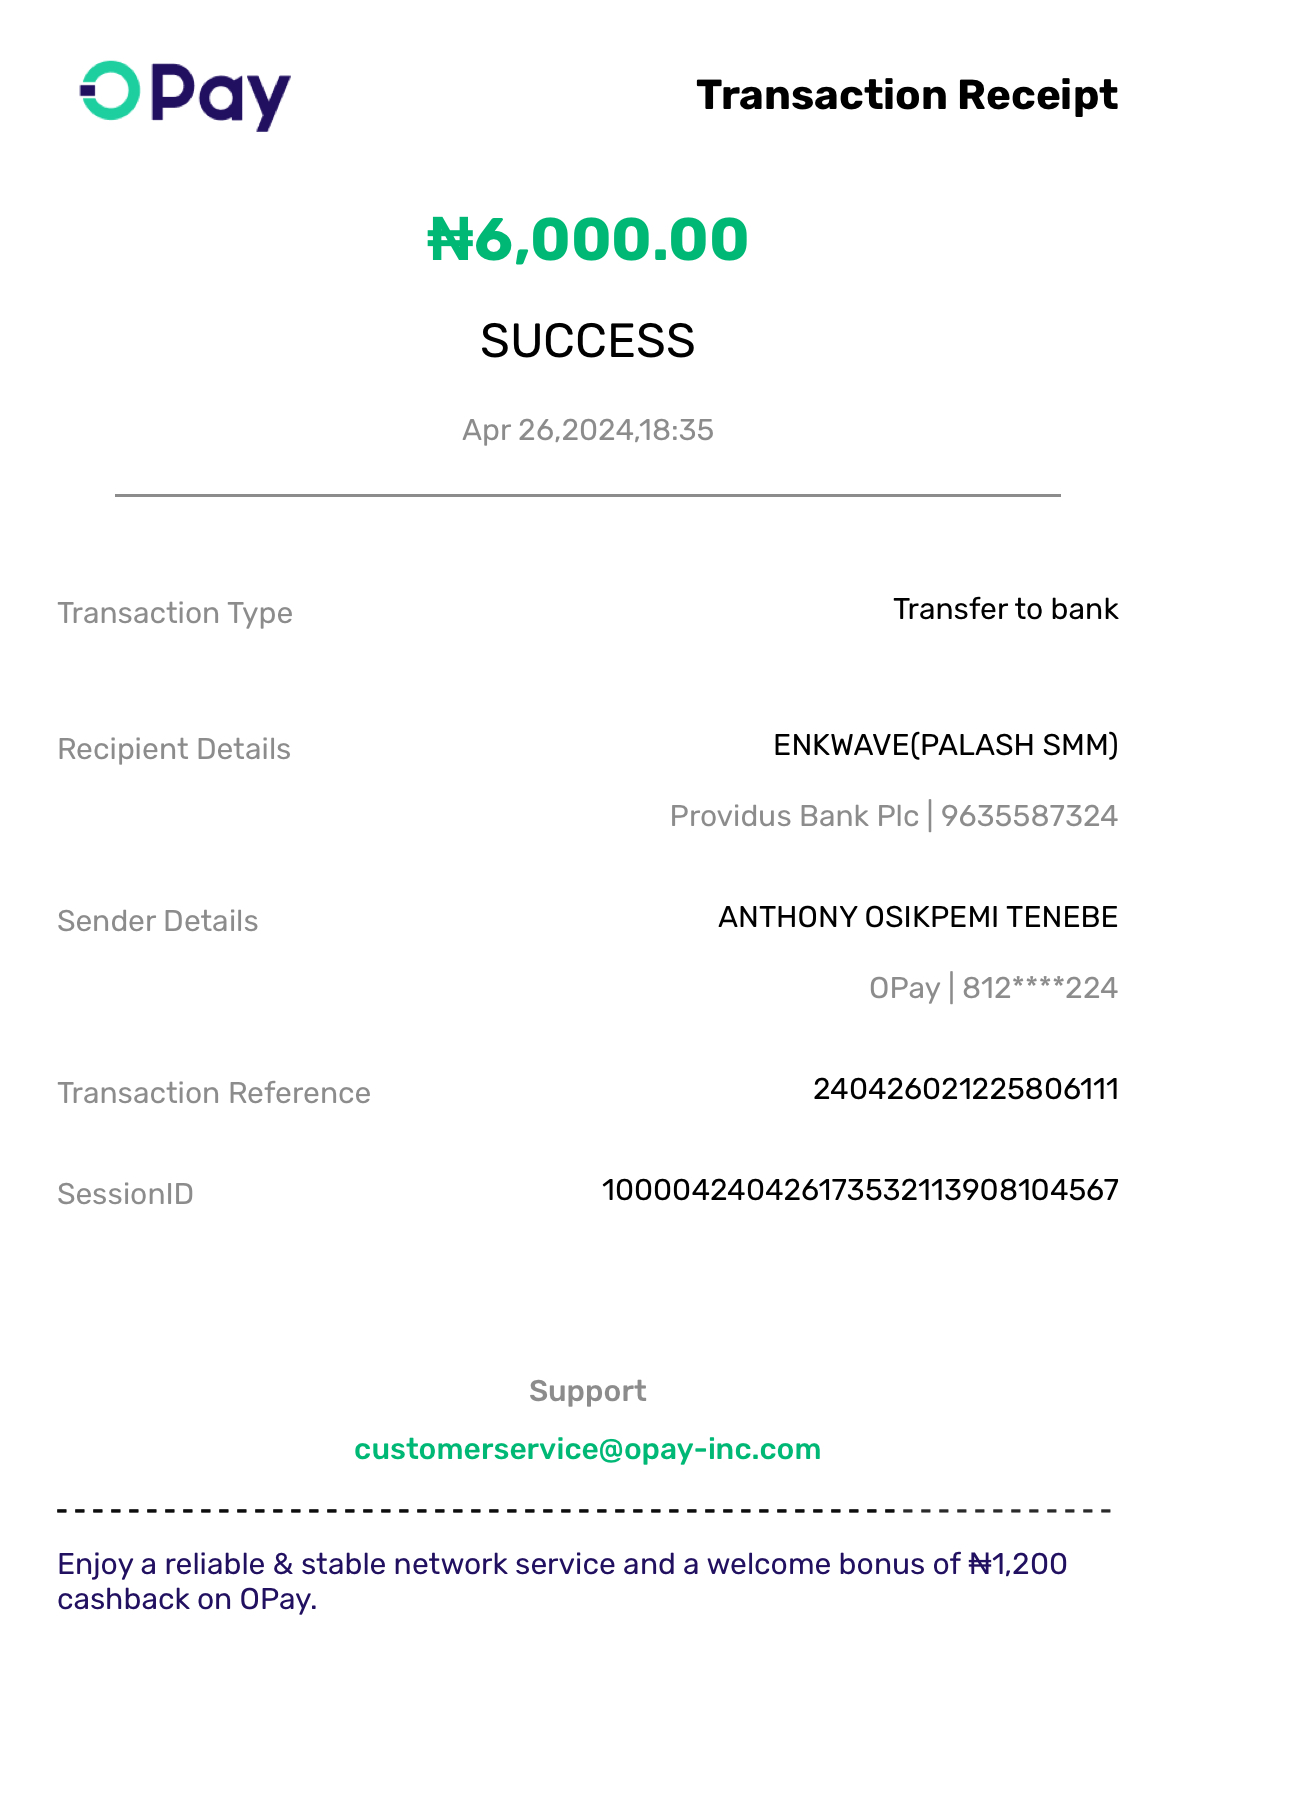 OPay
Transaction Receipt
₦6,000.00
SUCCESS
Apr 26,2024,18:35
Transaction Type
Transfer to bank
Recipient Details
ENKWAVE(PALASH SMM)
Providus Bank Plc | 9635587324
Sender Details
ANTHONY OSIKPEMI TENEBE
OPay | 812****224
Transaction Reference
240426021225806111
SessionID
100004240426173532113908104567
Support
customerservice@opay-inc.com
Enjoy a reliable & stable network service and a welcome bonus of ₦1,200
cashback on OPay.